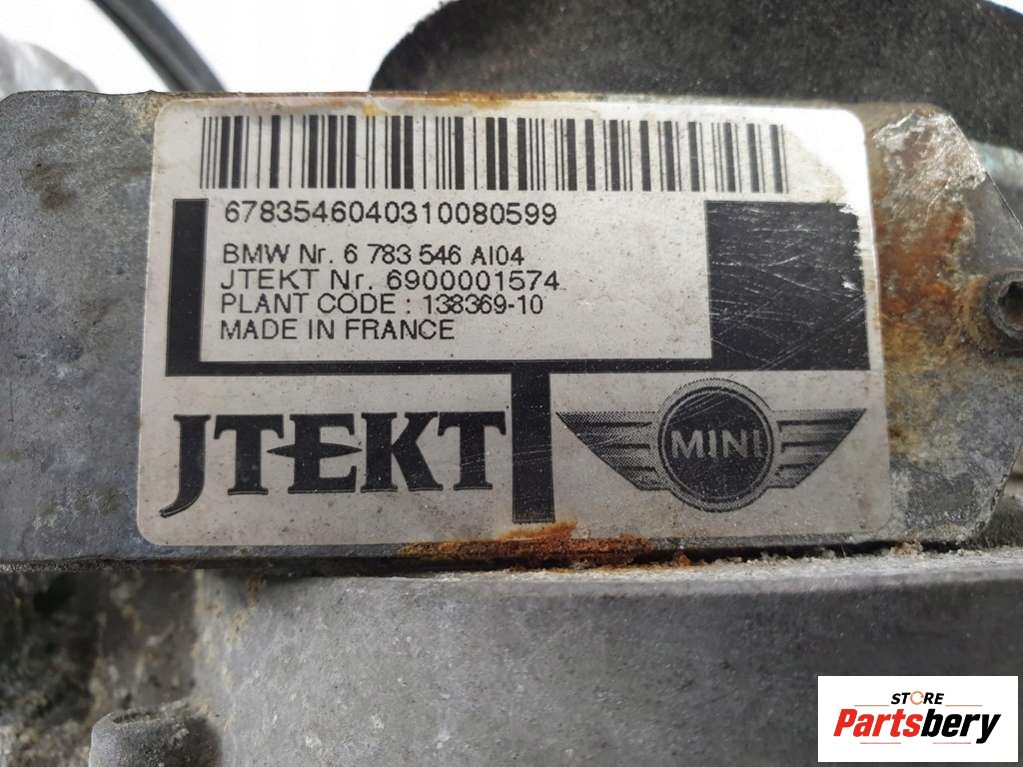 6783546040310080599
BMW Nr. 6 783 546 AI04
JTEKT Nr. 6900001574
PLANT CODE : 138369-10
MADE IN FRANCE
JTEKT
MINI
STORE
Partsbery